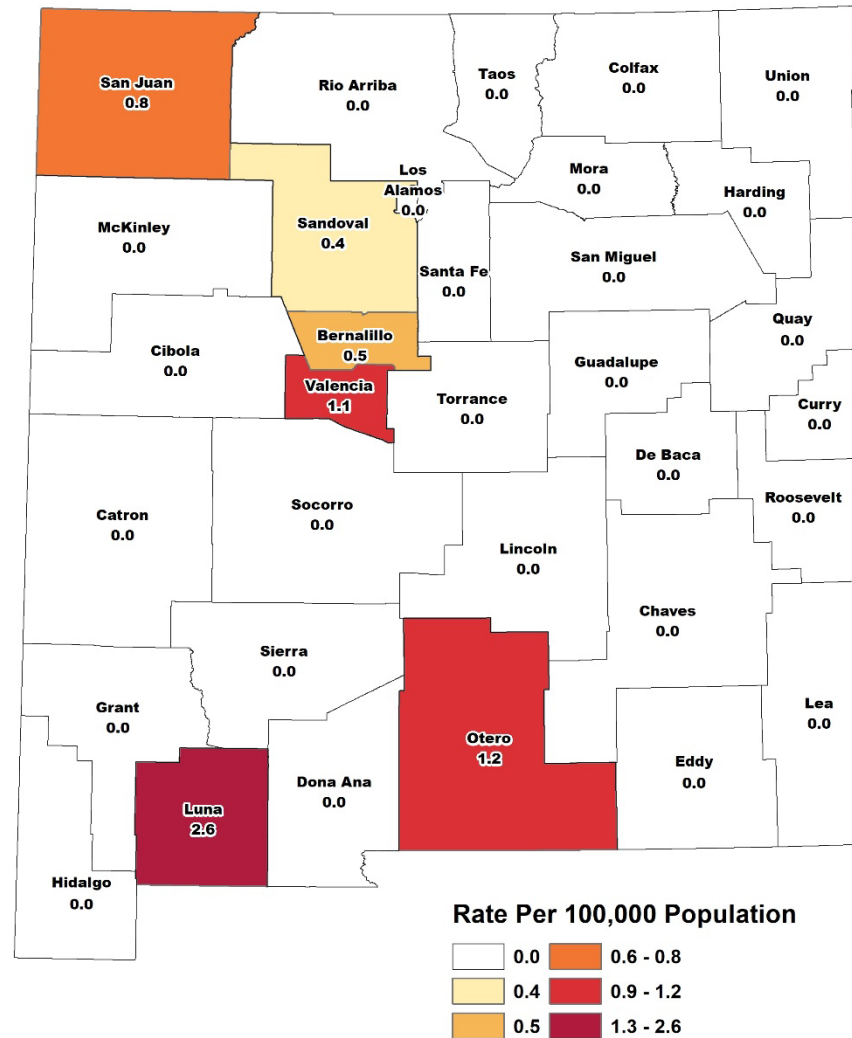 San Juan
0.8
Rio Arriba
0.0
Taos
0.0
Colfax
0.0
Union
0.0
Los
Alamos
0.0
Mora
0.0
Harding
0.0
McKinley
0.0
Sandoval
0.4
Santa Fe
0.0
San Miguel
0.0
Quay
0.0
Cibola
0.0
Bernalillo
0.5
Valencia
1.1
Torrance
0.0
Guadalupe
0.0
Curry
0.0
De Baca
0.0
Roosevelt
0.0
Catron
0.0
Socorro
0.0
Lincoln
0.0
Chaves
0.0
Sierra
0.0
Grant
0.0
Otero
1.2
Eddy
0.0
Lea
0.0
Luna
2.6
Dona Ana
0.0
Hidalgo
0.0
Rate Per 100,000 Population
0.0
0.6 - 0.8
0.4
0.9 - 1.2
0.5
1.3 - 2.6